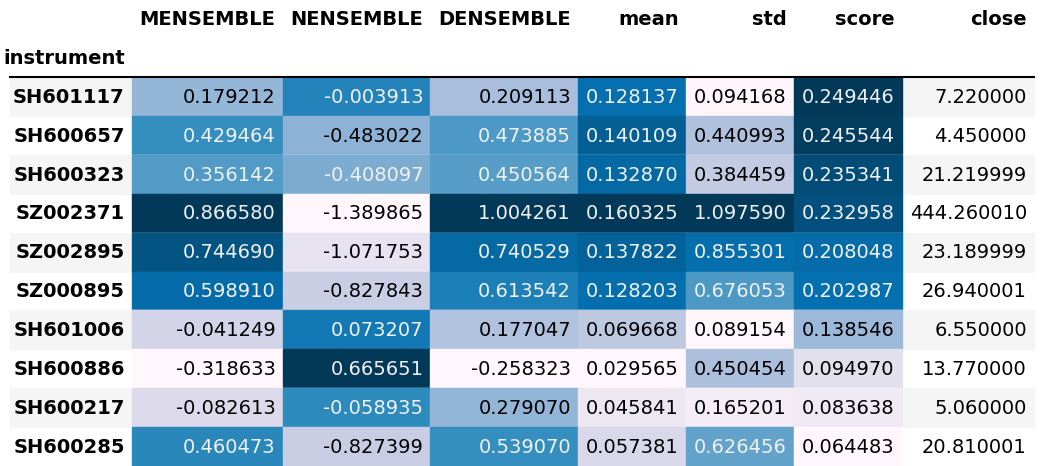 MENSEMBLE NENSEMBLE DENSEMBLE mean std score close
instrument
SH601117 0.179212 -0.003913 0.209113 0.128137 0.094168 0.249446 7.220000
SH600657 0.429464 -0.483022 0.473885 0.140109 0.440993 0.245544 4.450000
SH600323 0.356142 -0.408097 0.450564 0.132870 0.384459 0.235341 21.219999
SZ002371 0.866580 -1.389865 1.004261 0.160325 1.097590 0.232958 444.260010
SZ002895 0.744690 -1.071753 0.740529 0.137822 0.855301 0.208048 23.189999
SZ000895 0.598910 -0.827843 0.613542 0.128203 0.676053 0.202987 26.940001
SH601006 -0.041249 0.073207 0.177047 0.069668 0.089154 0.138546 6.550000
SH600886 -0.318633 0.665651 -0.258323 0.029565 0.450454 0.094970 13.770000
SH600217 -0.082613 -0.058935 0.279070 0.045841 0.165201 0.083638 5.060000
SH600285 0.460473 -0.827399 0.539070 0.057381 0.626456 0.064483 20.810001